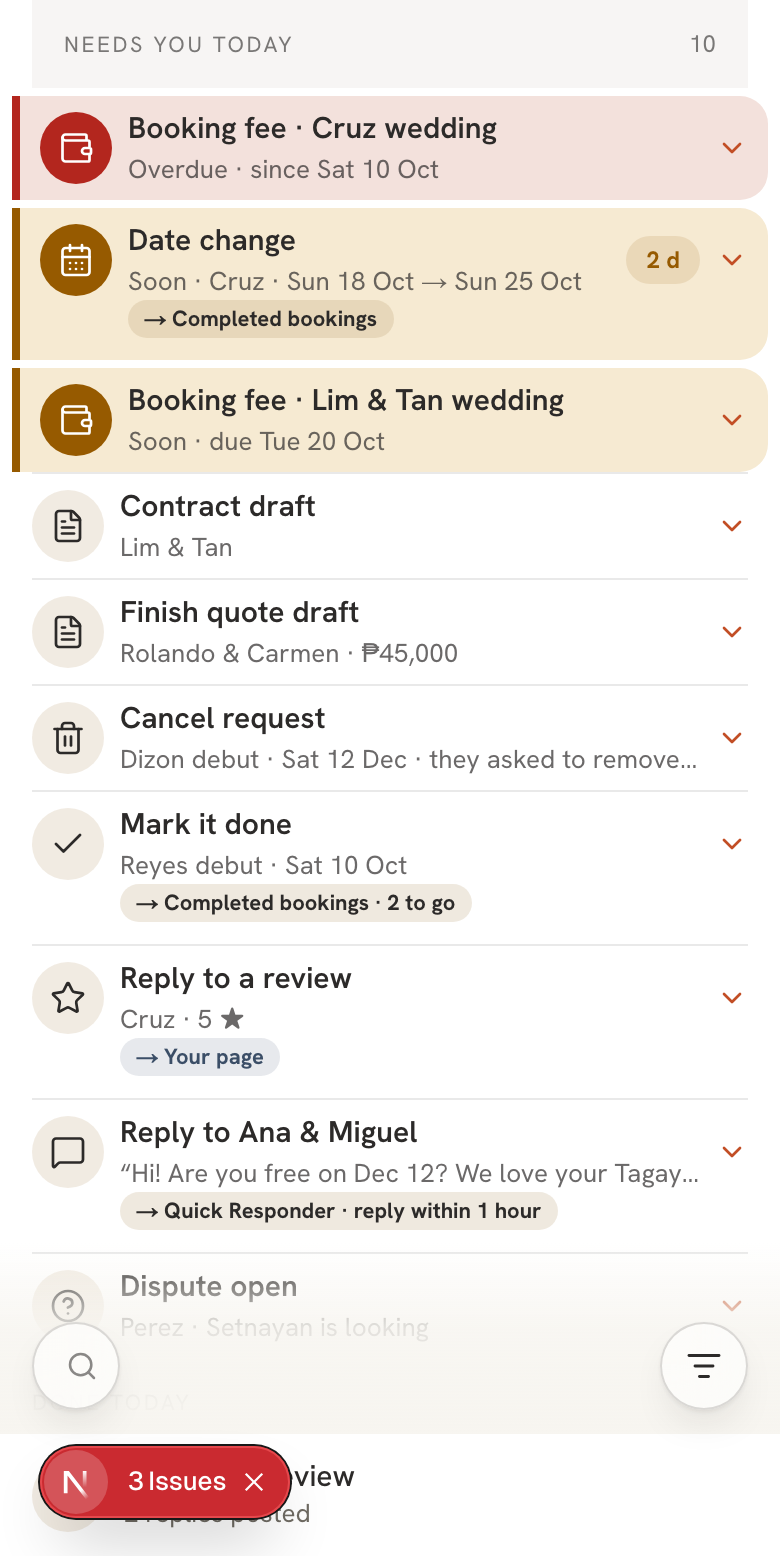 NEEDS YOU TODAY 10
Booking fee · Cruz wedding
Overdue · since Sat 10 Oct
Date change
Soon · Cruz · Sun 18 Oct → Sun 25 Oct
2 d
→ Completed bookings
Booking fee · Lim & Tan wedding
Soon · due Tue 20 Oct
Contract draft
Lim & Tan
Finish quote draft
Rolando & Carmen · ₱45,000
Cancel request
Dizon debut · Sat 12 Dec · they asked to remove...
Mark it done
Reyes debut · Sat 10 Oct
→ Completed bookings · 2 to go
Reply to a review
Cruz · 5 ★
→ Your page
Reply to Ana & Miguel
“Hi! Are you free on Dec 12? We love your Tagay...
→ Quick Responder · reply within 1 hour
Dispute open
Perez · Setnayan is looking
TODAY
N 3 Issues
view
replies posted